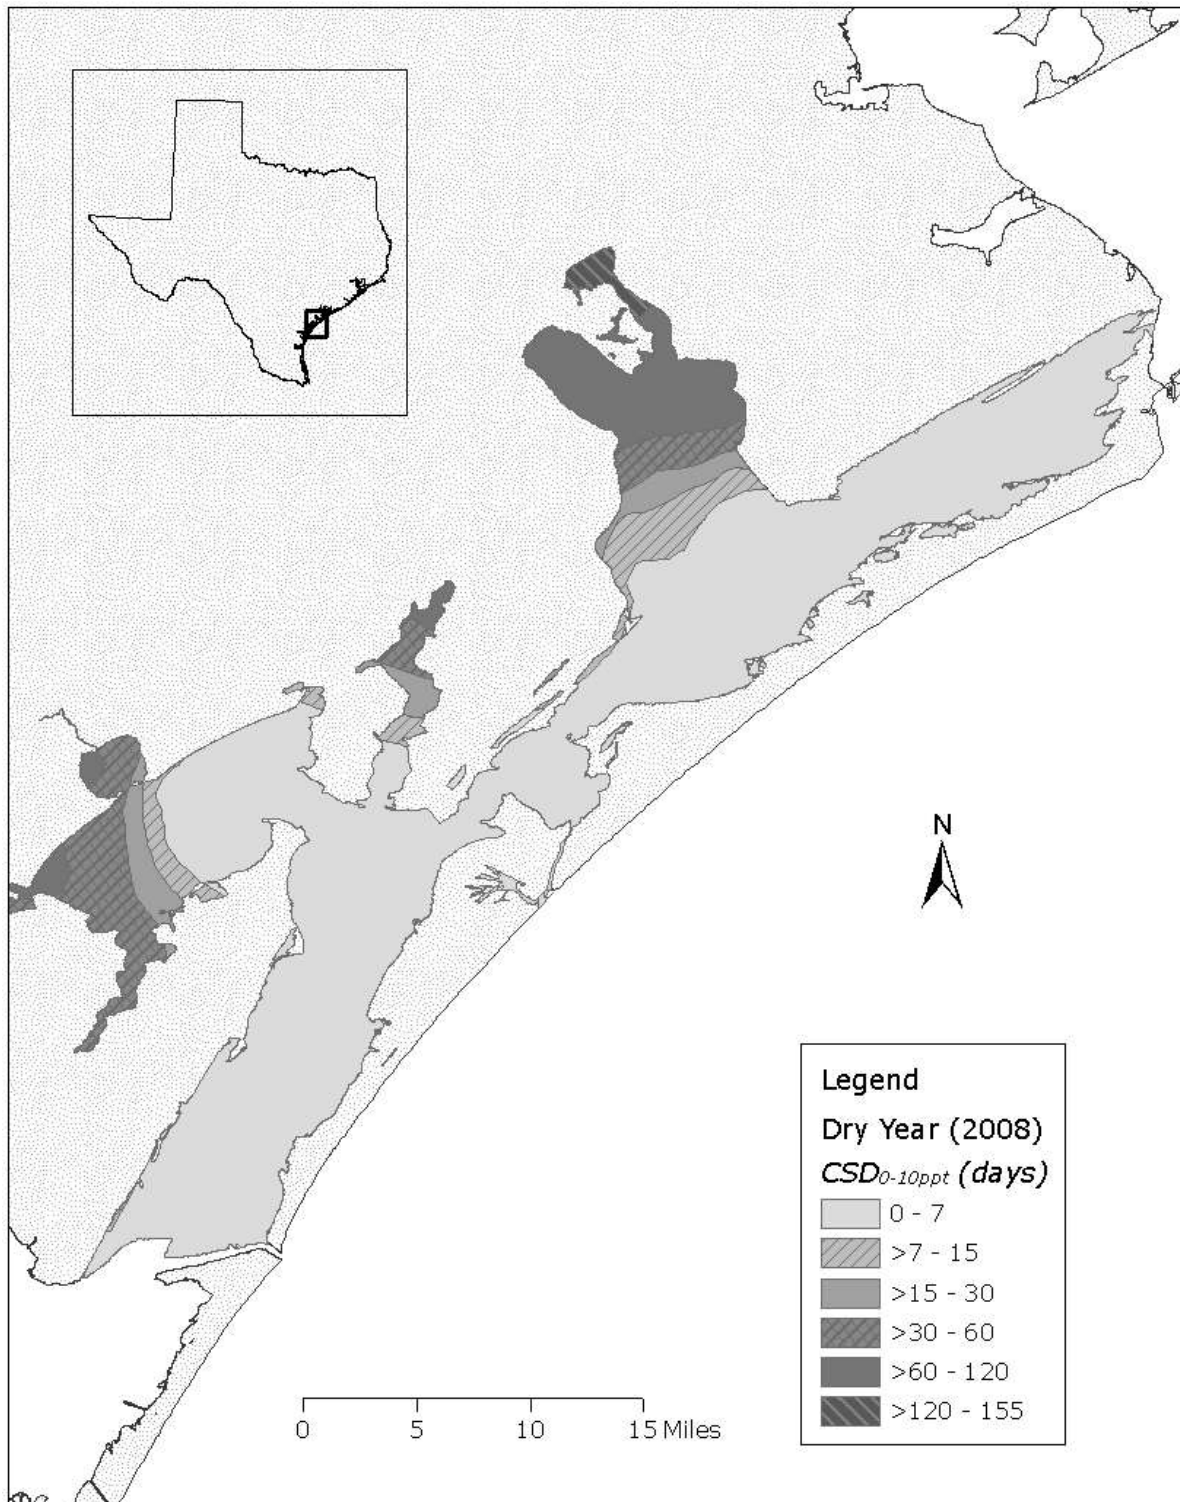 N
Legend
Dry Year (2008)
CSD0-10ppt (days)
0 - 7
>7 - 15
>15 - 30
>30 - 60
>60 - 120
>120 - 155
0 5 10 15 Miles